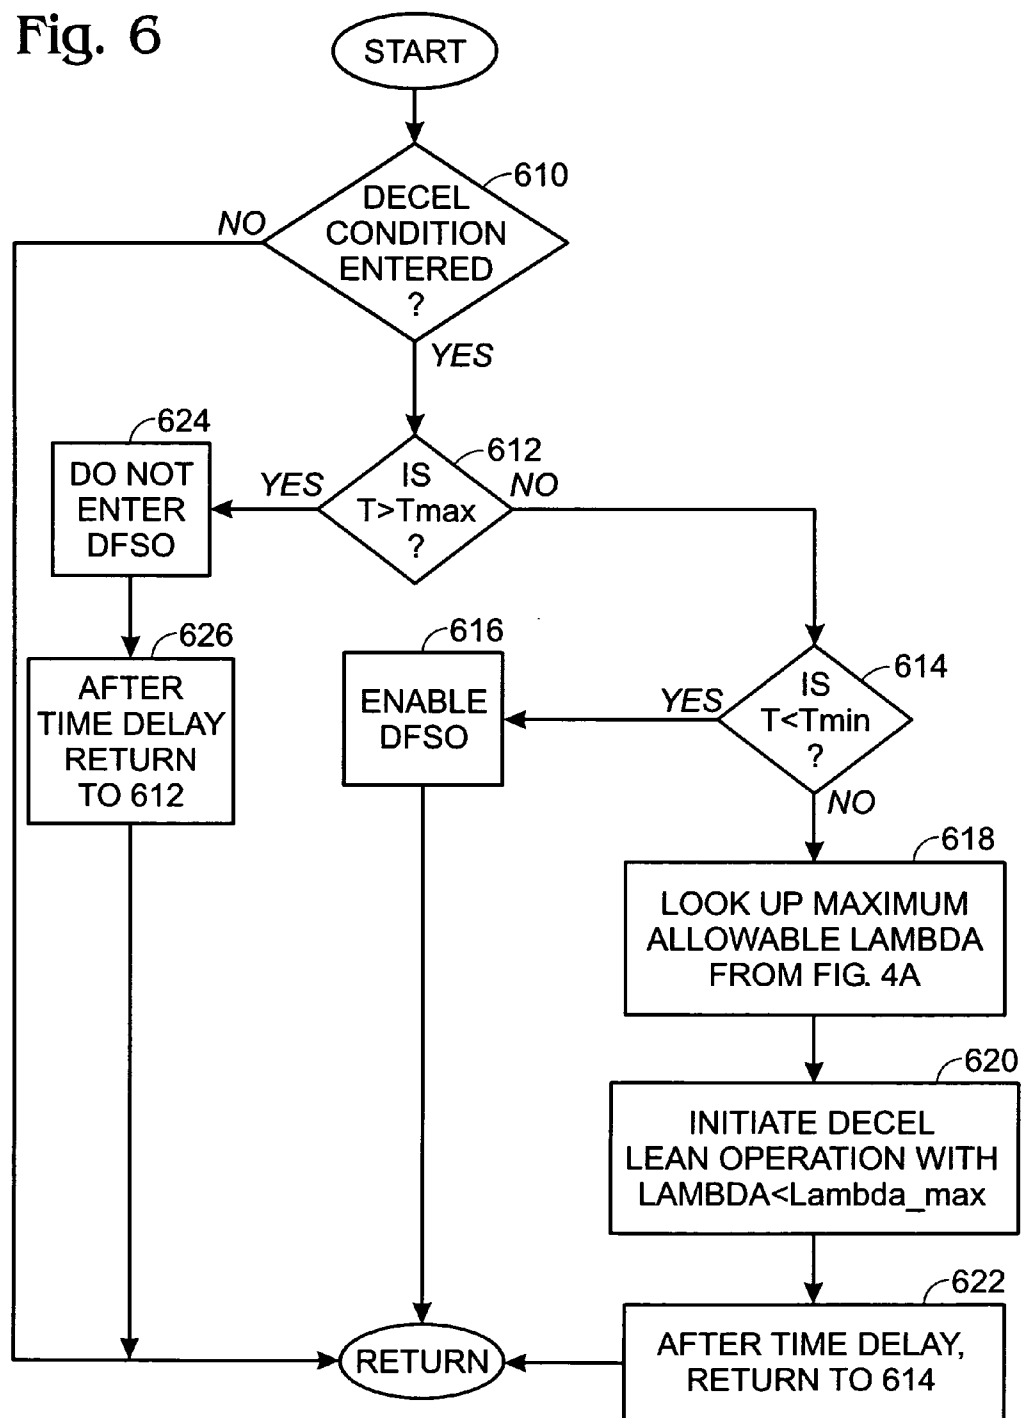 Fig. 6
START
610
DECEL
CONDITION
ENTERED
?
NO
YES
624
DO NOT
ENTER
DFSO
YES
612
IS
T>Tmax
?
NO
626
AFTER
TIME DELAY
RETURN
TO 612
616
ENABLE
DFSO
YES
614
IS
T<Tmin
?
NO
618
LOOK UP MAXIMUM
ALLOWABLE LAMBDA
FROM FIG. 4A
620
INITIATE DECEL
LEAN OPERATION WITH
LAMBDA<Lambda_max
622
AFTER TIME DELAY,
RETURN TO 614
RETURN